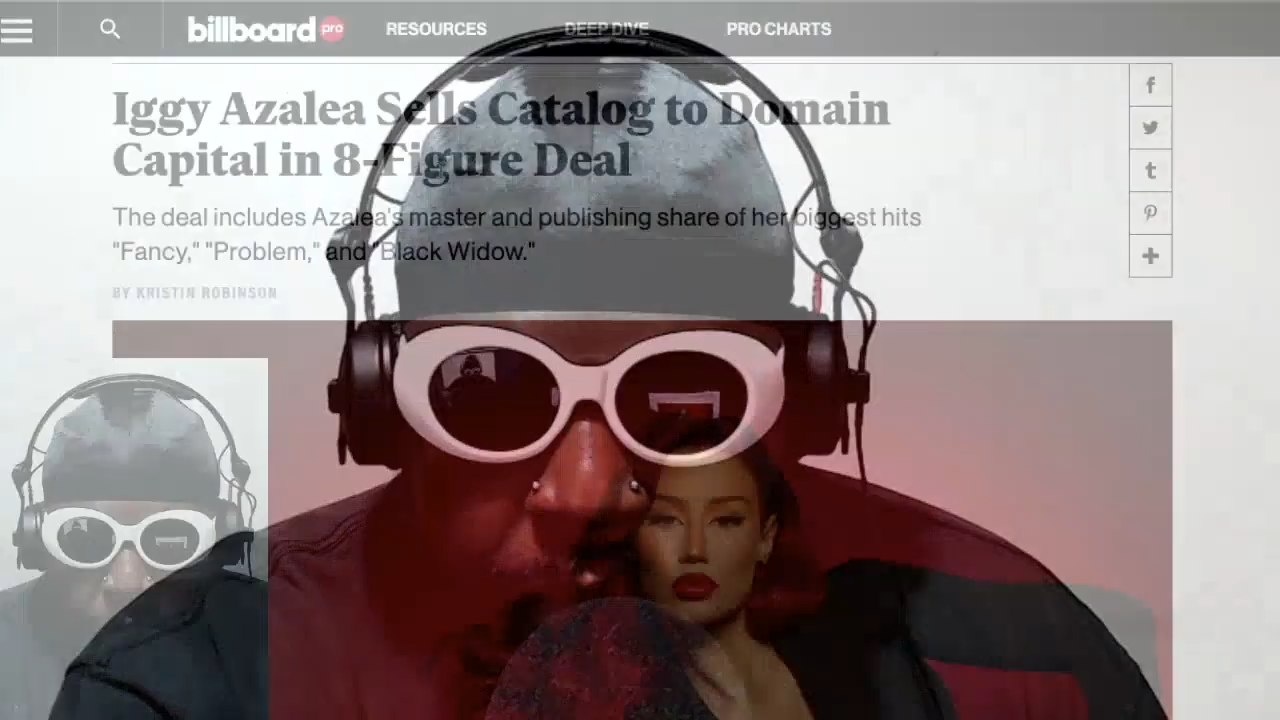 billboard pro RESOURCES DEEP DIVE PRO CHARTS
Iggy Azalea Sells Catalog to Domain
Capital in 8-Figure Deal
The deal includes Azalea's master and publishing share of her biggest hits
"Fancy," "Problem," and "Black Widow."
BY KRISTIN ROBINSON